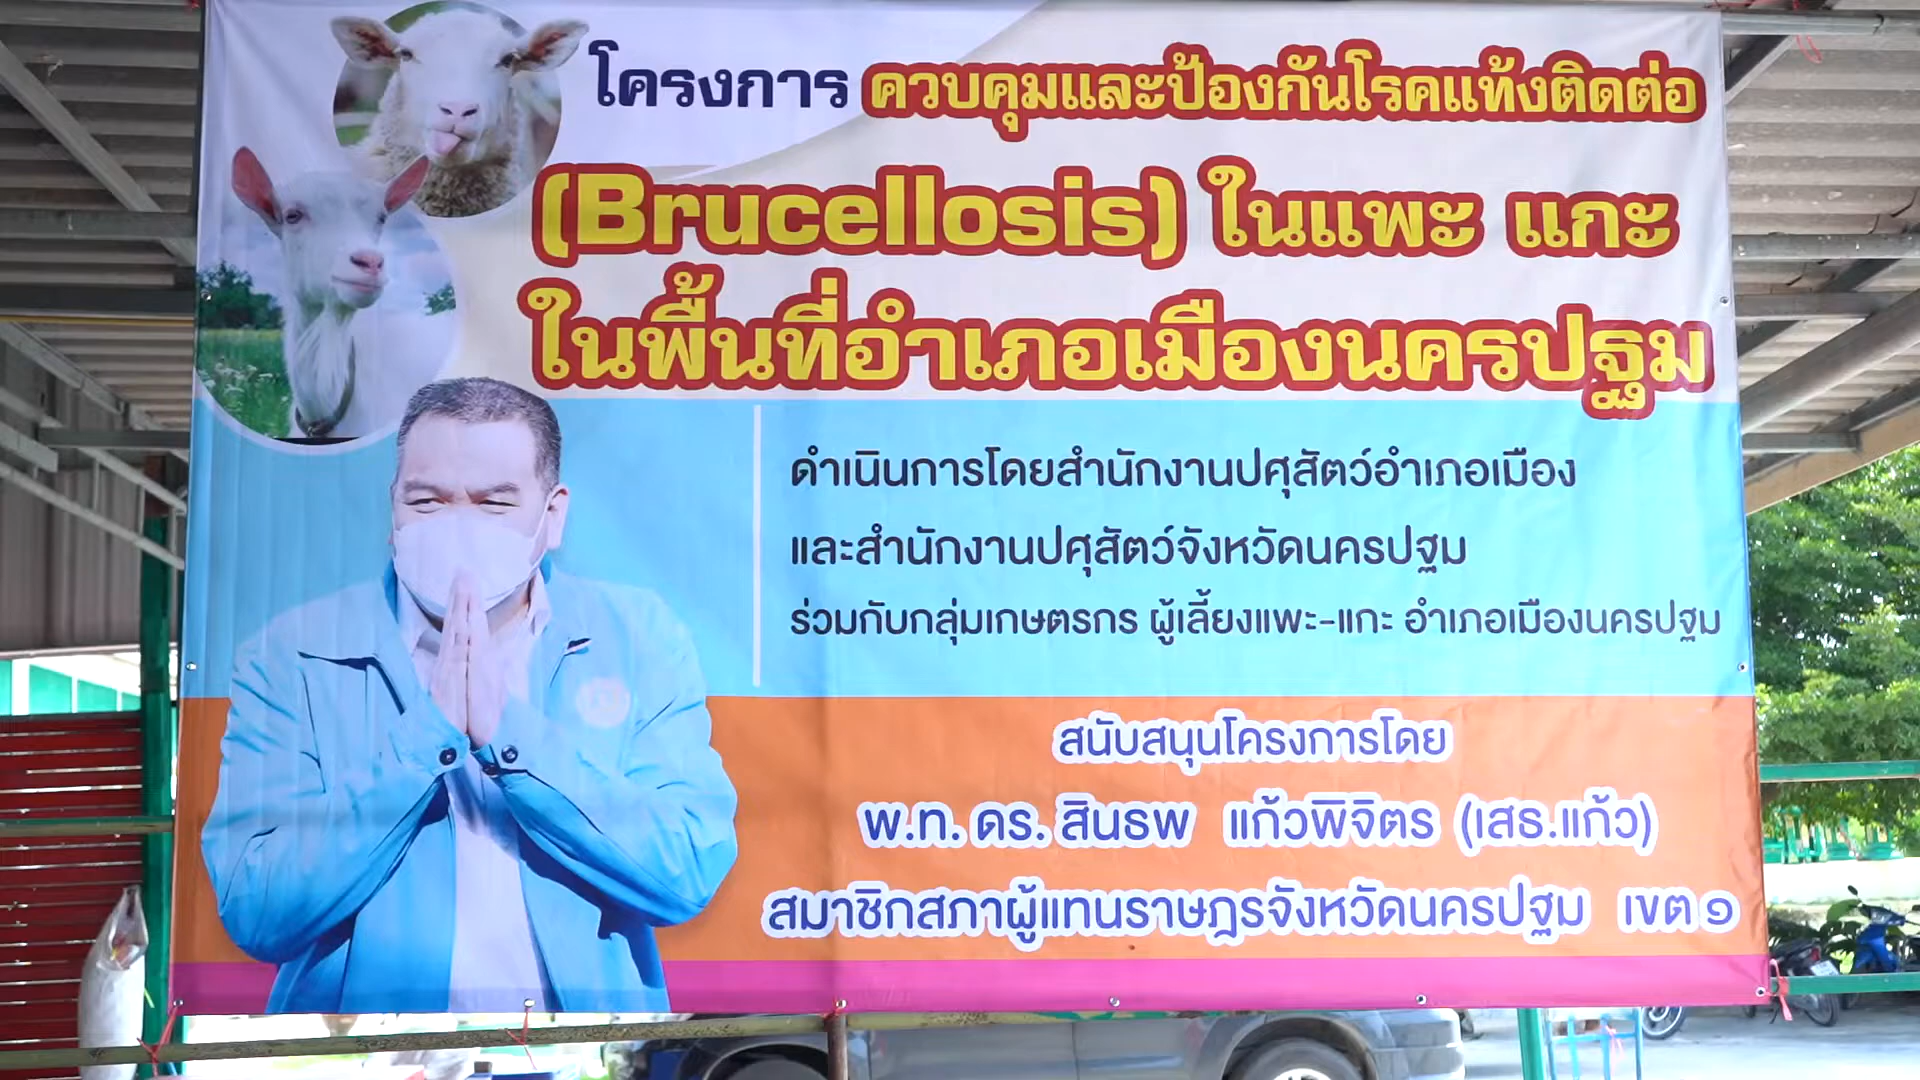 โครงการ ควบคุมและป้องกันโรคแท้งติดต่อ
(Brucellosis) ในแพะ แกะ
ในพื้นที่อำเภอเมืองนครปฐม
ดำเนินการโดยสำนักงานปศุสัตว์อำเภอเมือง
และสำนักงานปศุสัตว์จังหวัดนครปฐม
ร่วมกับกลุ่มเกษตรกร ผู้เลี้ยงแพะ-แกะ อำเภอเมืองนครปฐม
สนับสนุนโครงการโดย
พ.ท. ดร. สินธพ แก้วพิจิตร (เสธ.แก้ว)
สมาชิกสภาผู้แทนราษฎรจังหวัดนครปฐม เขต ๑